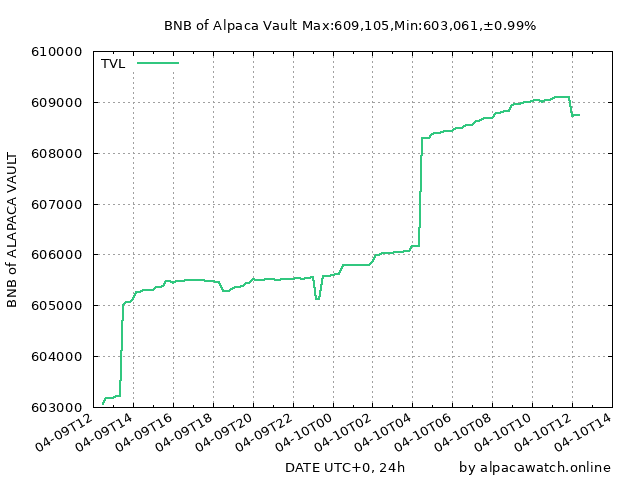 BNB of Alpaca Vault Max:609,105,Min:603,061,±0.99%
TVL
BNB of ALAPACA VAULT
610000
609000
608000
607000
606000
605000
604000
603000
04-09T12
04-09T14
04-09T16
04-09T18
04-09T20
04-09T22
04-10T00
04-10T02
04-10T04
04-10T06
04-10T08
04-10T10
04-10T12
04-10T14
DATE UTC+0, 24h
by alpacawatch.online